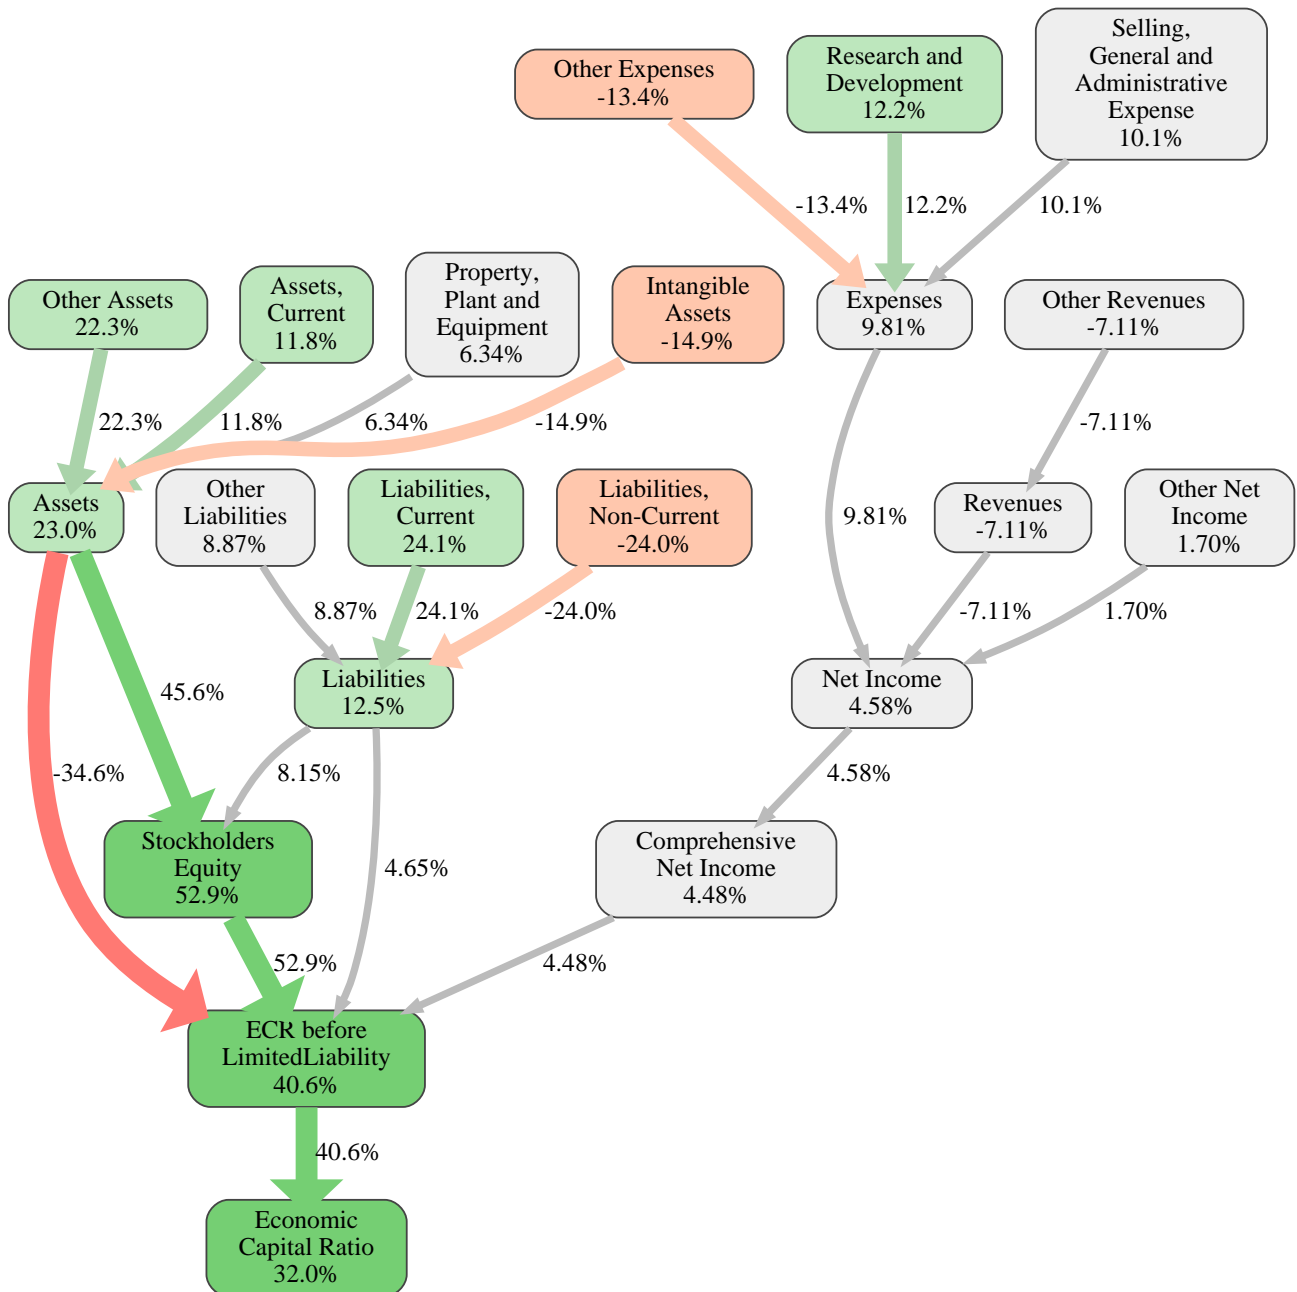 Selling,
General and
Administrative
Expense
10.1%
Research and
Development
12.2%
Other Expenses
-13.4%
-13.4%
12.2%
10.1%
Other Assets
22.3%
Assets,
Current
11.8%
Property,
Plant and
Equipment
6.34%
Intangible
Assets
-14.9%
Expenses
9.81%
Other Revenues
-7.11%
22.3%
11.8%
6.34%
-14.9%
-7.11%
Assets
23.0%
Other
Liabilities
8.87%
Liabilities,
Current
24.1%
Liabilities,
Non-Current
-24.0%
9.81%
Revenues
-7.11%
Other Net
Income
1.70%
8.87%
24.1%
-24.0%
-7.11%
1.70%
45.6%
Liabilities
12.5%
Net Income
4.58%
-34.6%
8.15%
4.58%
Stockholders
Equity
52.9%
4.65%
Comprehensive
Net Income
4.48%
52.9%
4.48%
ECR before
LimitedLiability
40.6%
40.6%
Economic
Capital Ratio
32.0%